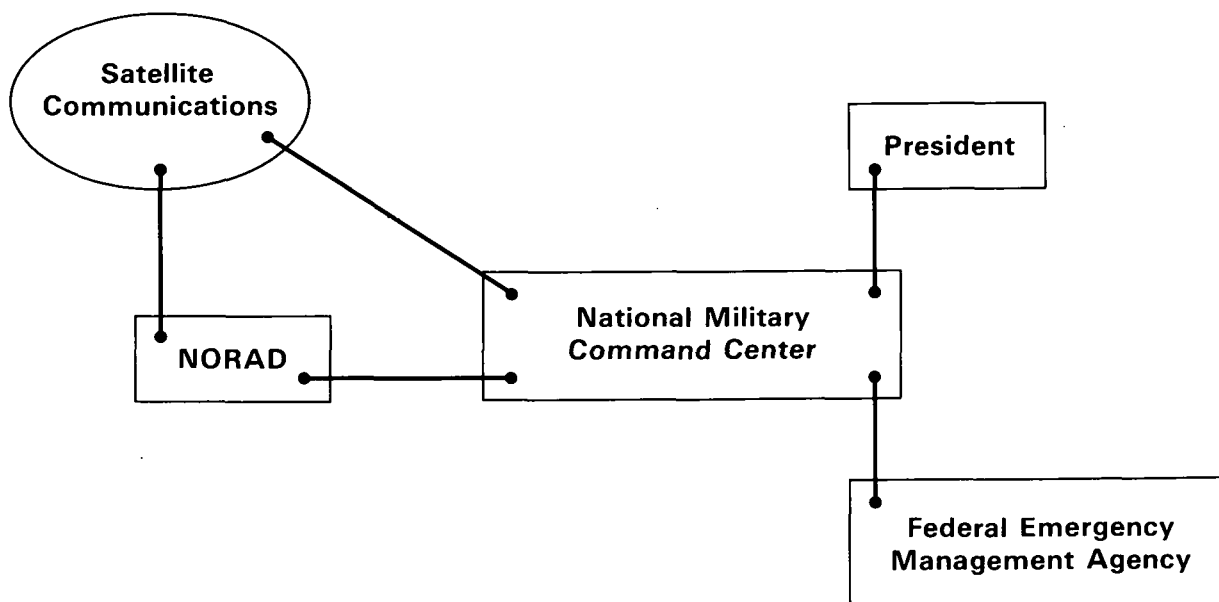 Satellite
Communications
President
National Military
Command Center
NORAD
Federal Emergency
Management Agency